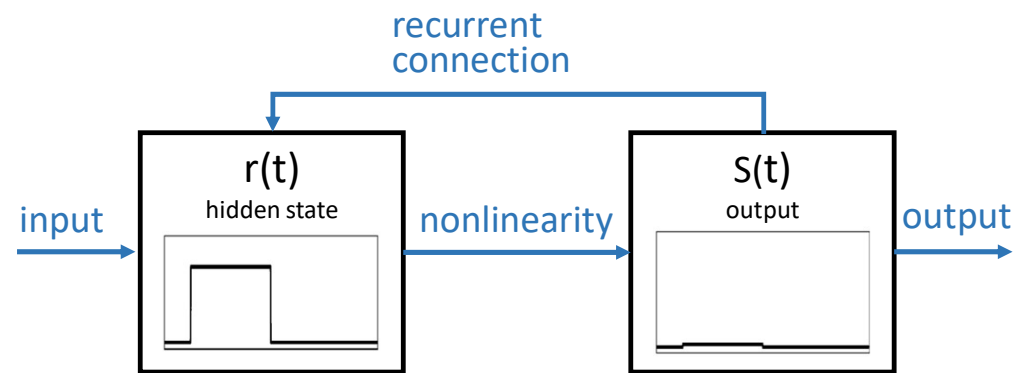 recurrent
connection
input
r(t)
hidden state
nonlinearity
S(t)
output
output